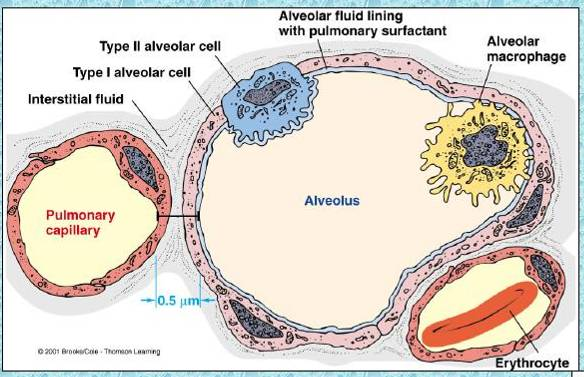 Alveolar fluid lining
with pulmonary surfactant
Type II alveolar cell
Alveolar
macrophage
Type I alveolar cell
Interstitial fluid
Alveolus
Pulmonary
capillary
0.5 μm
© 2001 Brooks/Cole - Thomson Learning
Erythrocyte